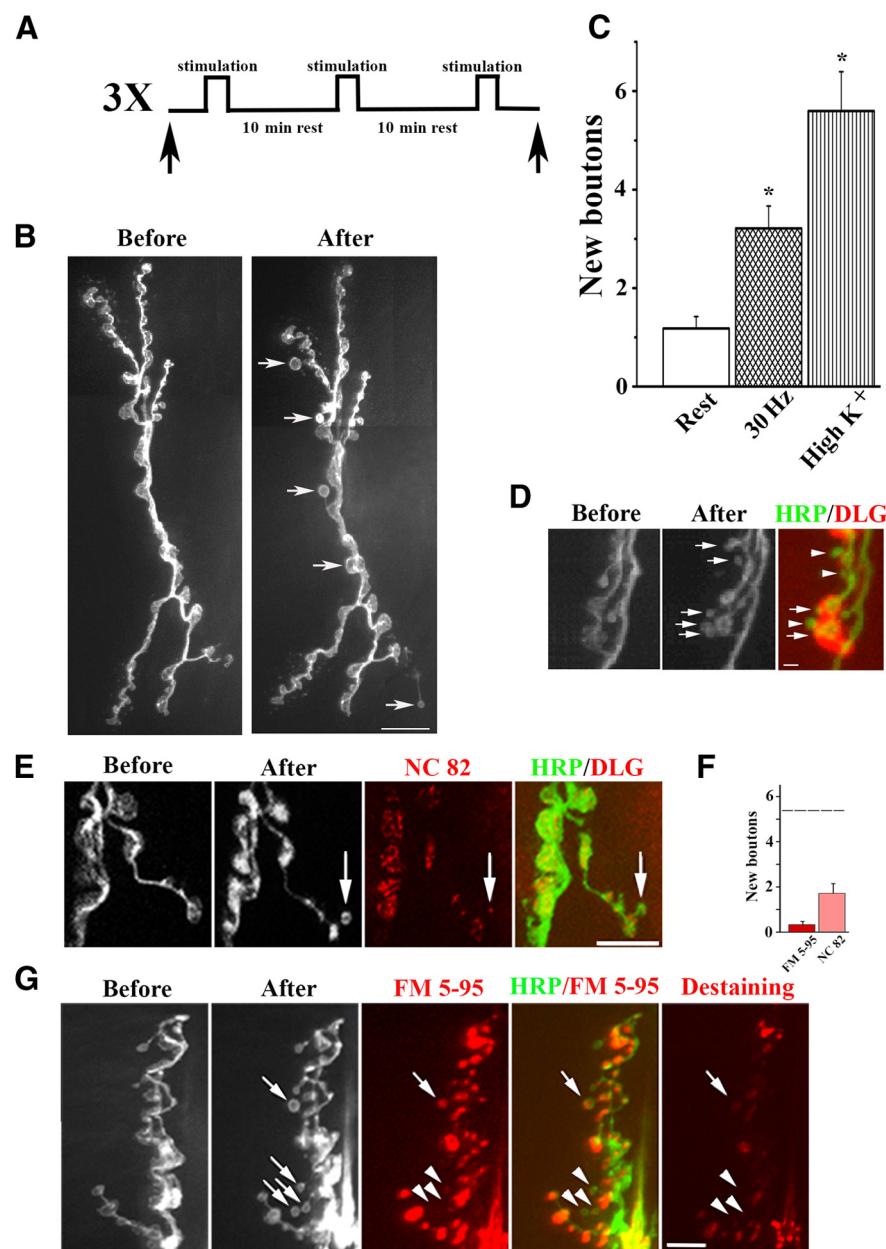 A
3X
stimulation stimulation stimulation
10 min rest 10 min rest
B
Before After
C
New boutons
6
4
2
0
* *
Rest 30 Hz High K+
D
Before After HRP/DLG
E
Before After NC 82 HRP/DLG
F
New boutons
6
4
2
0
FM 5-95 NC 82
G
Before After FM 5-95 HRP/FM 5-95 Destaining